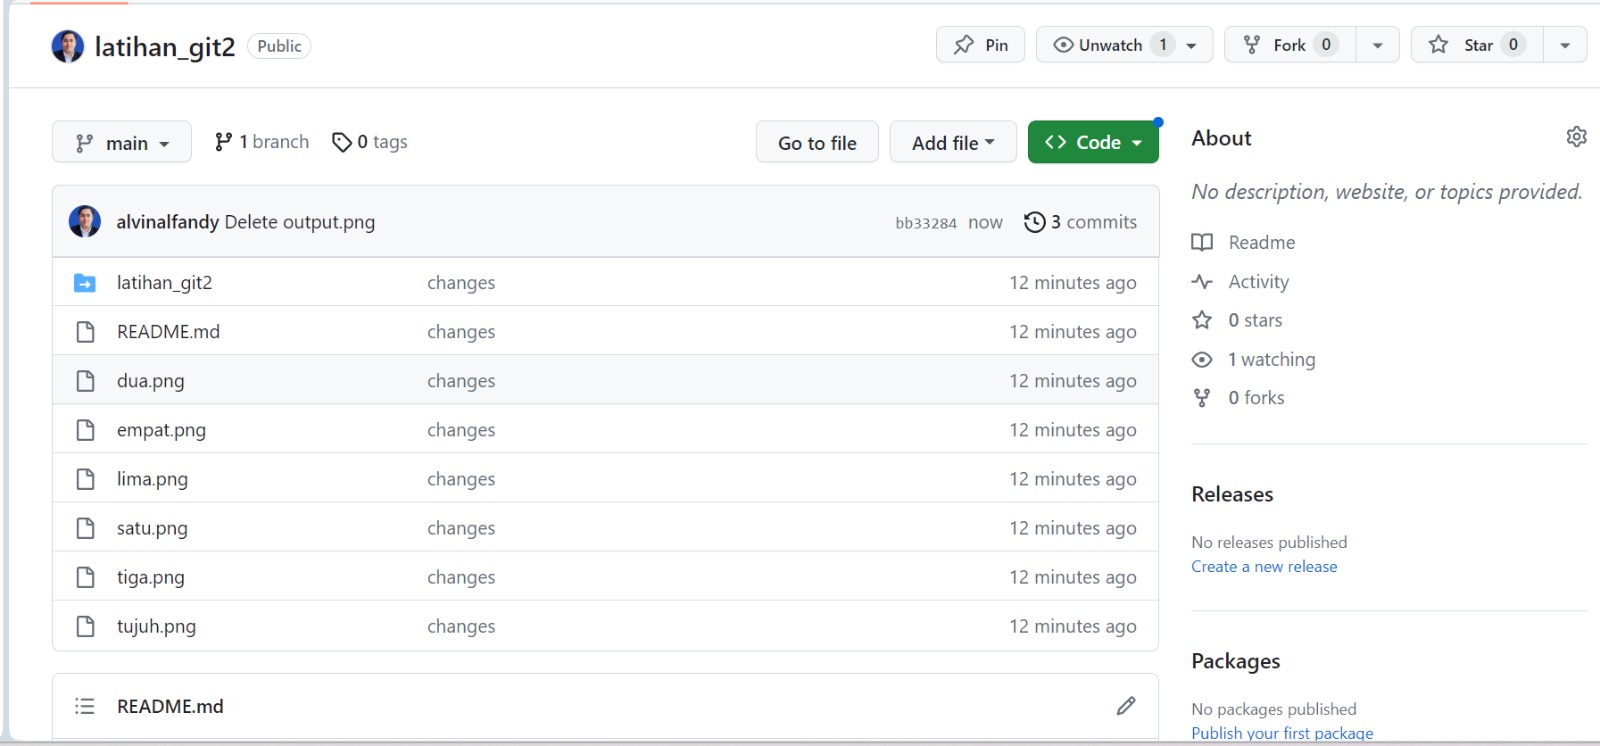 latihan_git2 Public Pin Unwatch 1 Fork 0 Star 0
main 1 branch 0 tags Go to file Add file Code
alvinalfandy Delete output.png bb33284 now 3 commits
latihan_git2 changes 12 minutes ago
README.md changes 12 minutes ago
dua.png changes 12 minutes ago
empat.png changes 12 minutes ago
lima.png changes 12 minutes ago
satu.png changes 12 minutes ago
tiga.png changes 12 minutes ago
tujuh.png changes 12 minutes ago
README.md
About
No description, website, or topics provided.
Readme
Activity
0 stars
1 watching
0 forks
Releases
No releases published
Create a new release
Packages
No packages published
Publish your first package